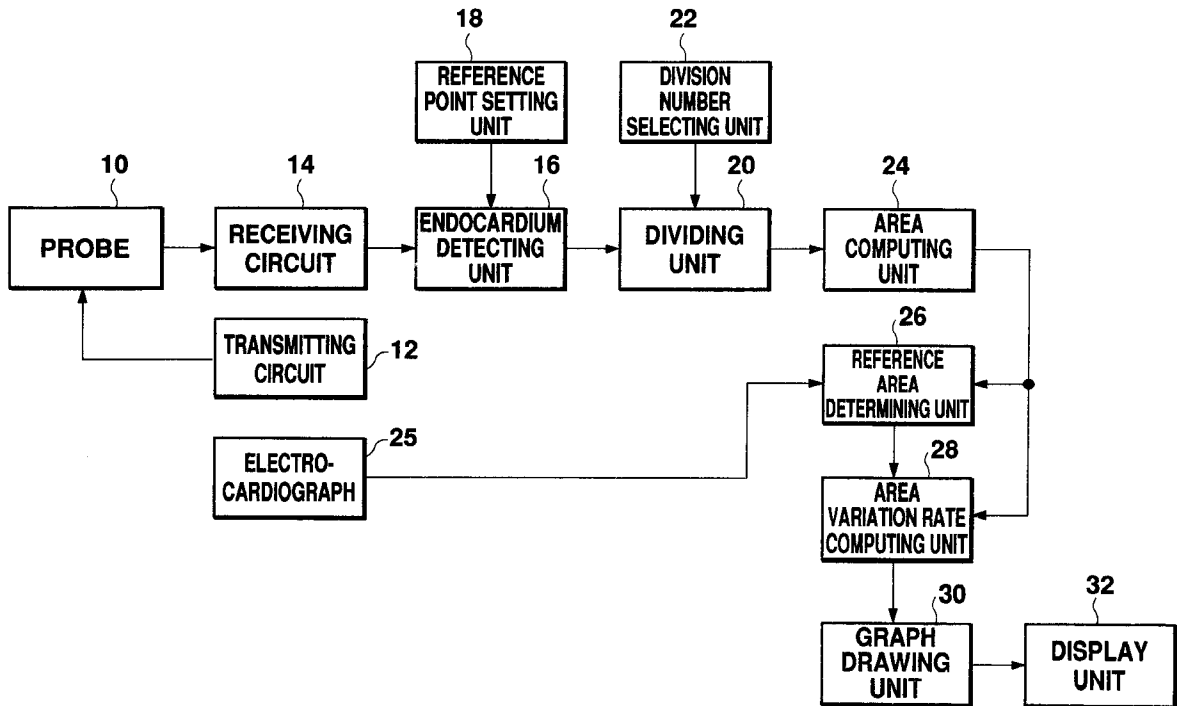 18
22
REFERENCE
POINT SETTING
UNIT
DIVISION
NUMBER
SELECTING UNIT
10
14
16
20
24
PROBE
RECEIVING
CIRCUIT
ENDOCARDIUM
DETECTING
UNIT
DIVIDING
UNIT
AREA
COMPUTING
UNIT
TRANSMITTING
CIRCUIT
12
26
REFERENCE
AREA
DETERMINING UNIT
25
ELECTRO-
CARDIOGRAPH
28
AREA
VARIATION RATE
COMPUTING UNIT
30
32
GRAPH
DRAWING
UNIT
DISPLAY
UNIT